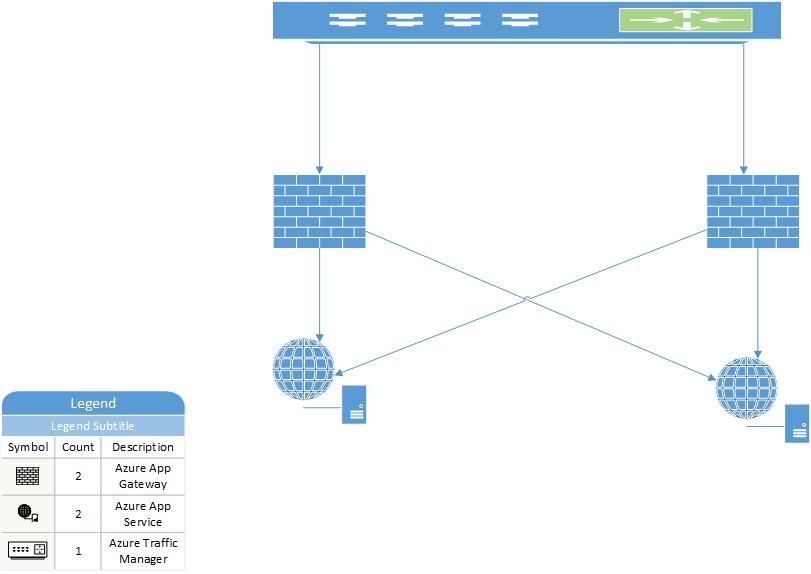 Legend
Legend Subtitle
Symbol Count Description
2 Azure App Gateway
2 Azure App Service
1 Azure Traffic Manager